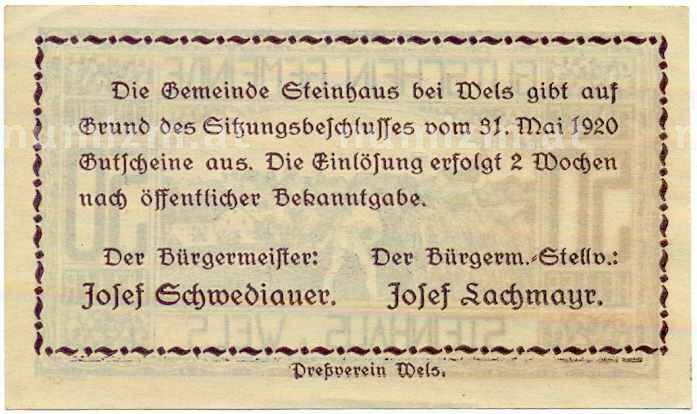 Die Gemeinde Steinhaus bei Wels gibt auf
Grund des Sitzungsbeschlusses vom 31. Mai 1920
Gutscheine aus. Die Einlösung erfolgt 2 Wochen
nach öffentlicher Bekanntgabe.
Der Bürgermeister: Der Bürgerm.-Stellv.:
Josef Schwediauer. Josef Lachmayr.
Preßverein Wels.